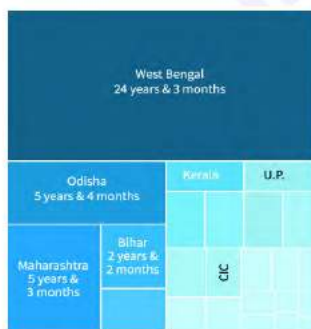 West Bengal
24 years & 3 months
Odisha
5 years & 4 months
Kerala
U.P.
Maharashtra
5 years &
3 months
Bihar
2 years &
2 months
CIC